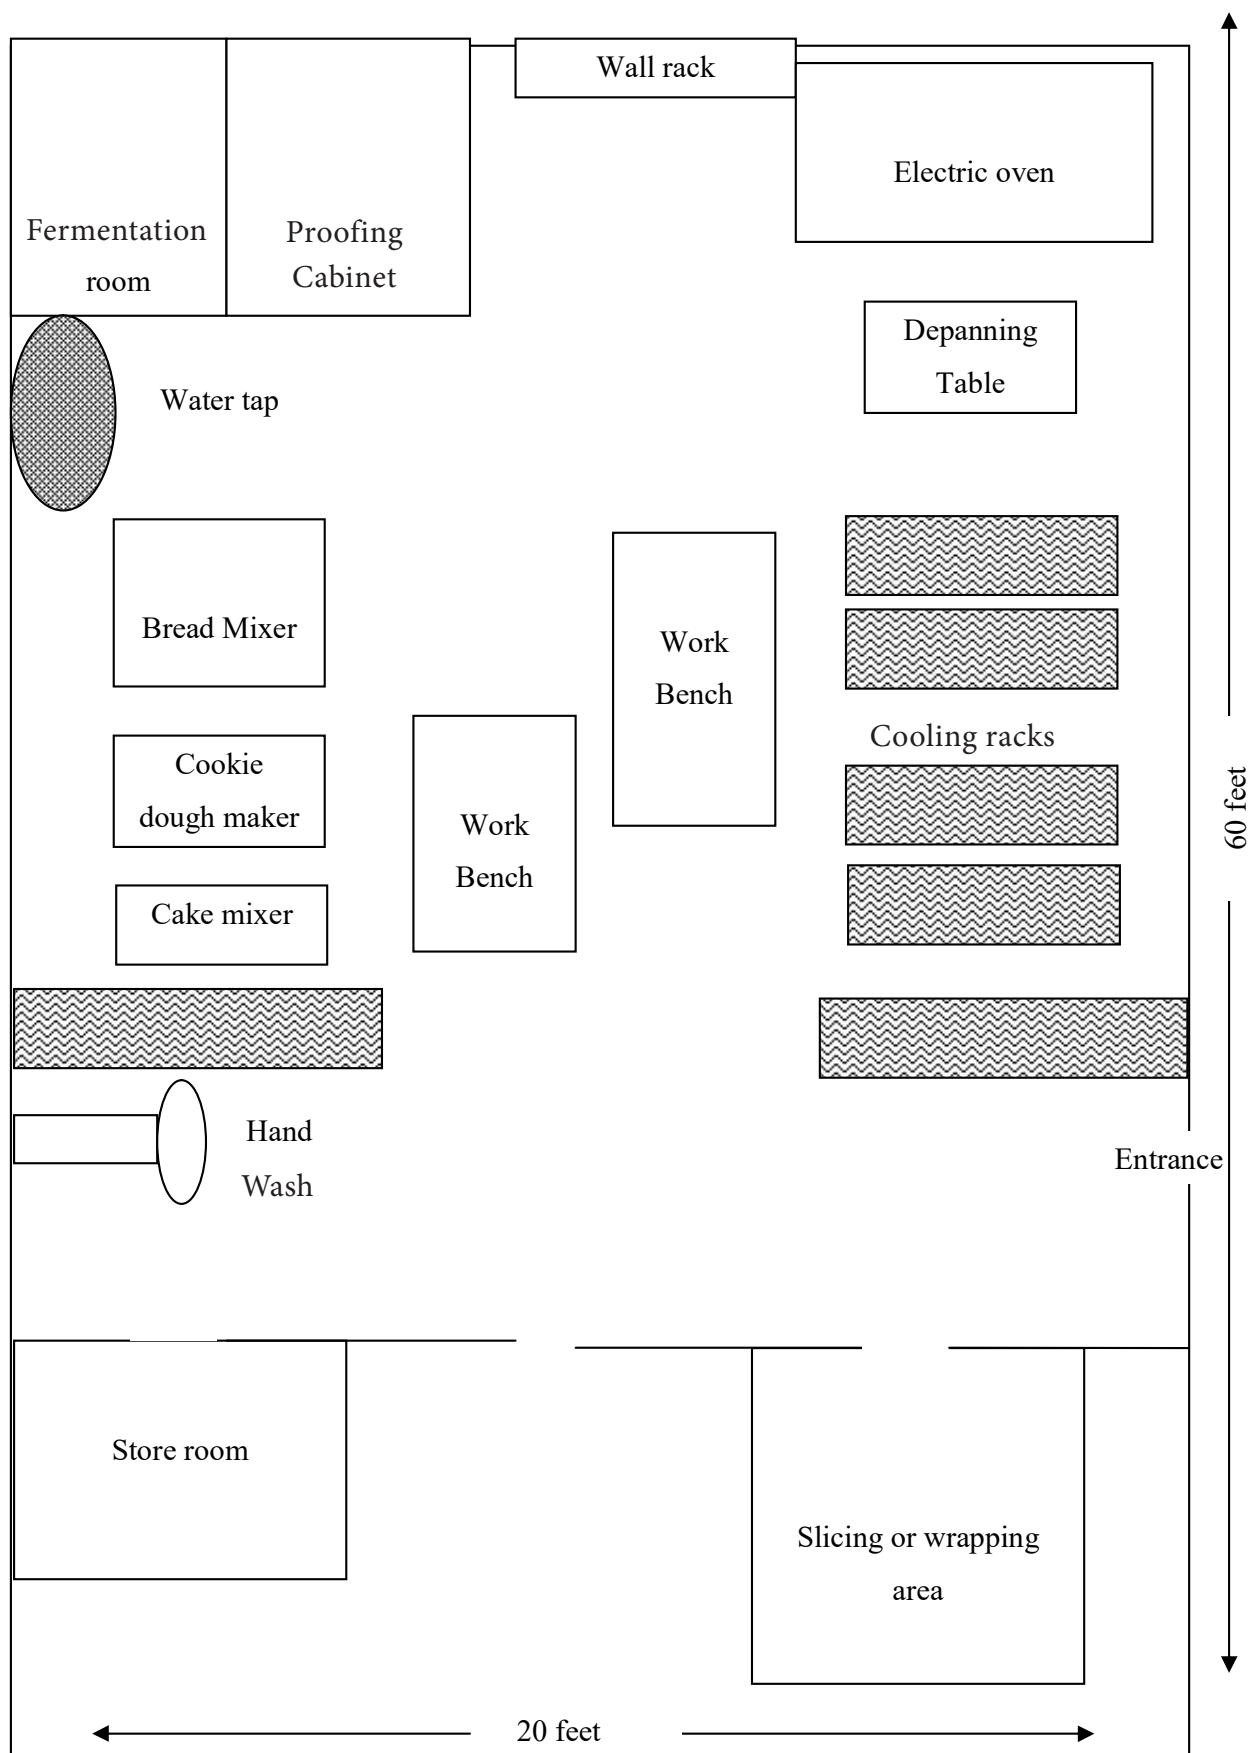 Wall rack
Electric oven
Fermentation
room
Proofing
Cabinet
Depanning
Table
Water tap
Bread Mixer
Work
Bench
Cooling racks
Cookie
dough maker
Work
Bench
60 feet
Cake mixer
Hand
Wash
Entrance
Store room
Slicing or wrapping
area
20 feet